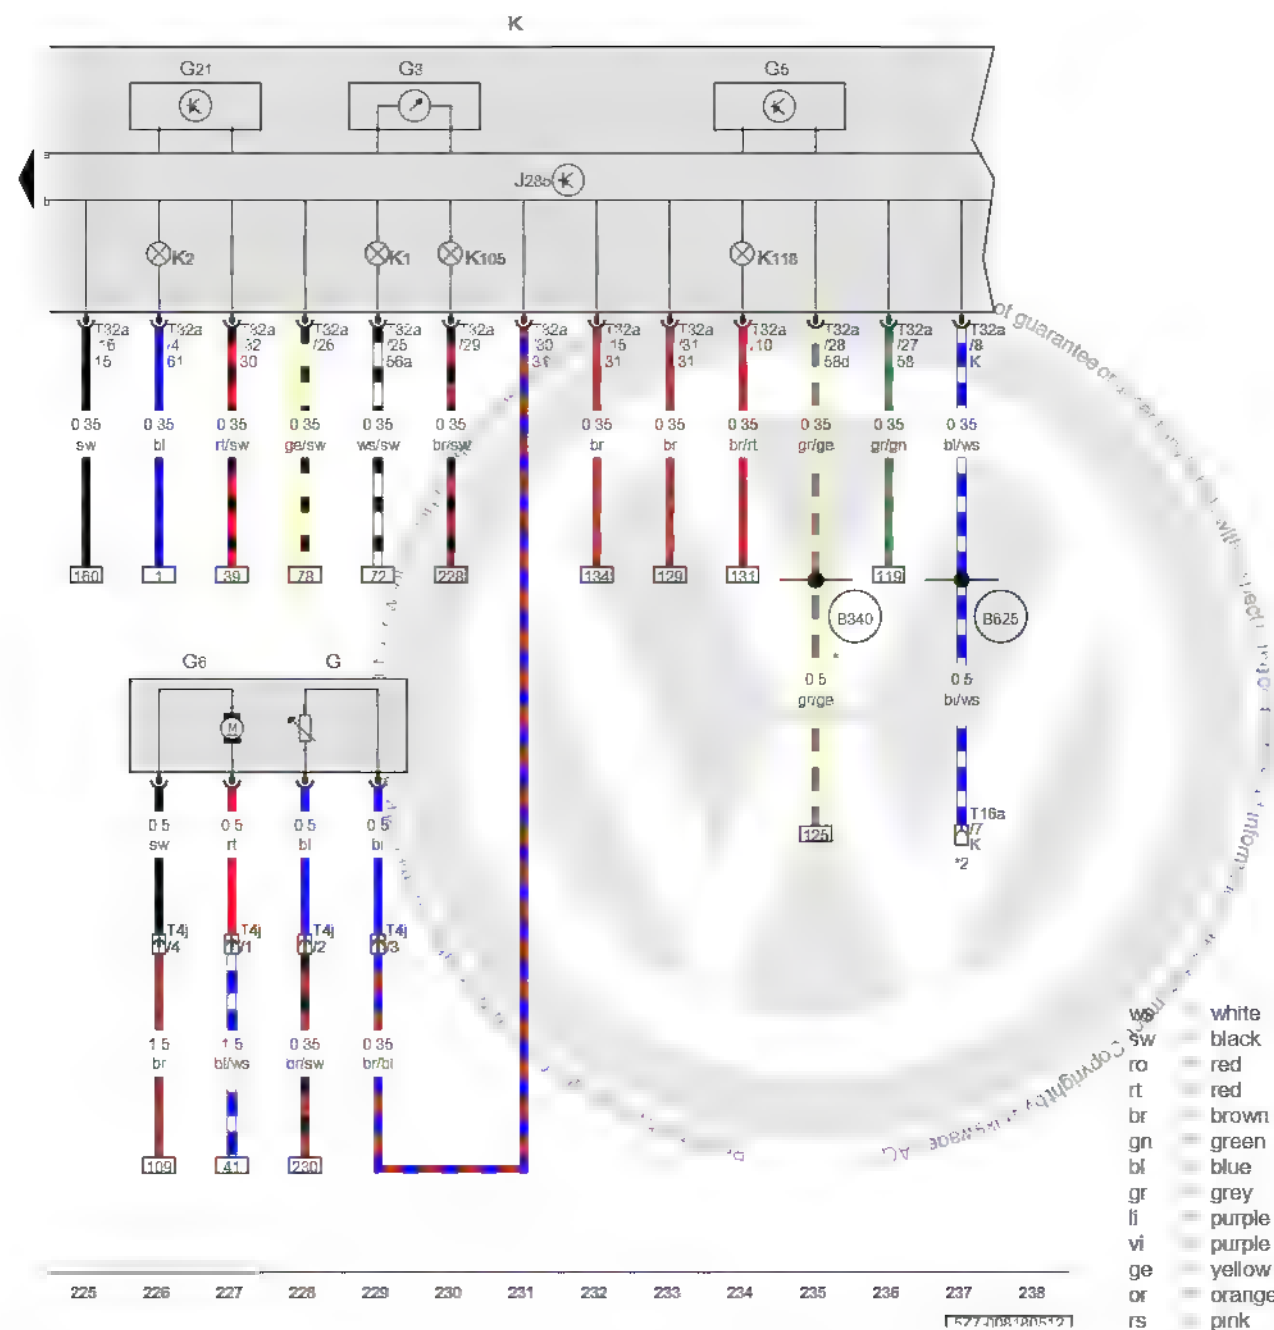 K
G21 G3 G5
a
b
K2 K1 K105 K118
T32a T32a T32a T32a T32a T32a T32a T32a T32a T32a T32a T32a T32a
/4 /26 /25 /29 /28 /27 /8
15 61 30 56a 31 31 31 58d 58 K
0.35 0.35 0.35 0.35 0.35 0.35 0.35 0.35 0.35 0.35 0.35 0.35
sw bl rt/sw ge/sw ws/sw br/sw br br br/rt gr/ge gr/gn bl/ws
160 1 39 78 72 228 134 129 131 119
B340 B625
G6 G
0.5 0.5
gr/ge bl/ws
M
0.5 0.5 0.5 0.5
sw rt bl br
125
T16a
/7
K
*2
T4j T4j T4j T4j
/4 /1 /2 /3
1.5 1.5 0.35 0.35
br bl/ws br/sw br/bl
109 41 230
of guarantee or
Copyright by
AG.
ws = white
sw = black
ro = red
rt = red
br = brown
gn = green
bl = blue
gr = grey
li = purple
vi = purple
ge = yellow
or = orange
rs = pink
225 226 227 228 229 230 231 232 233 234 235 236 237 238